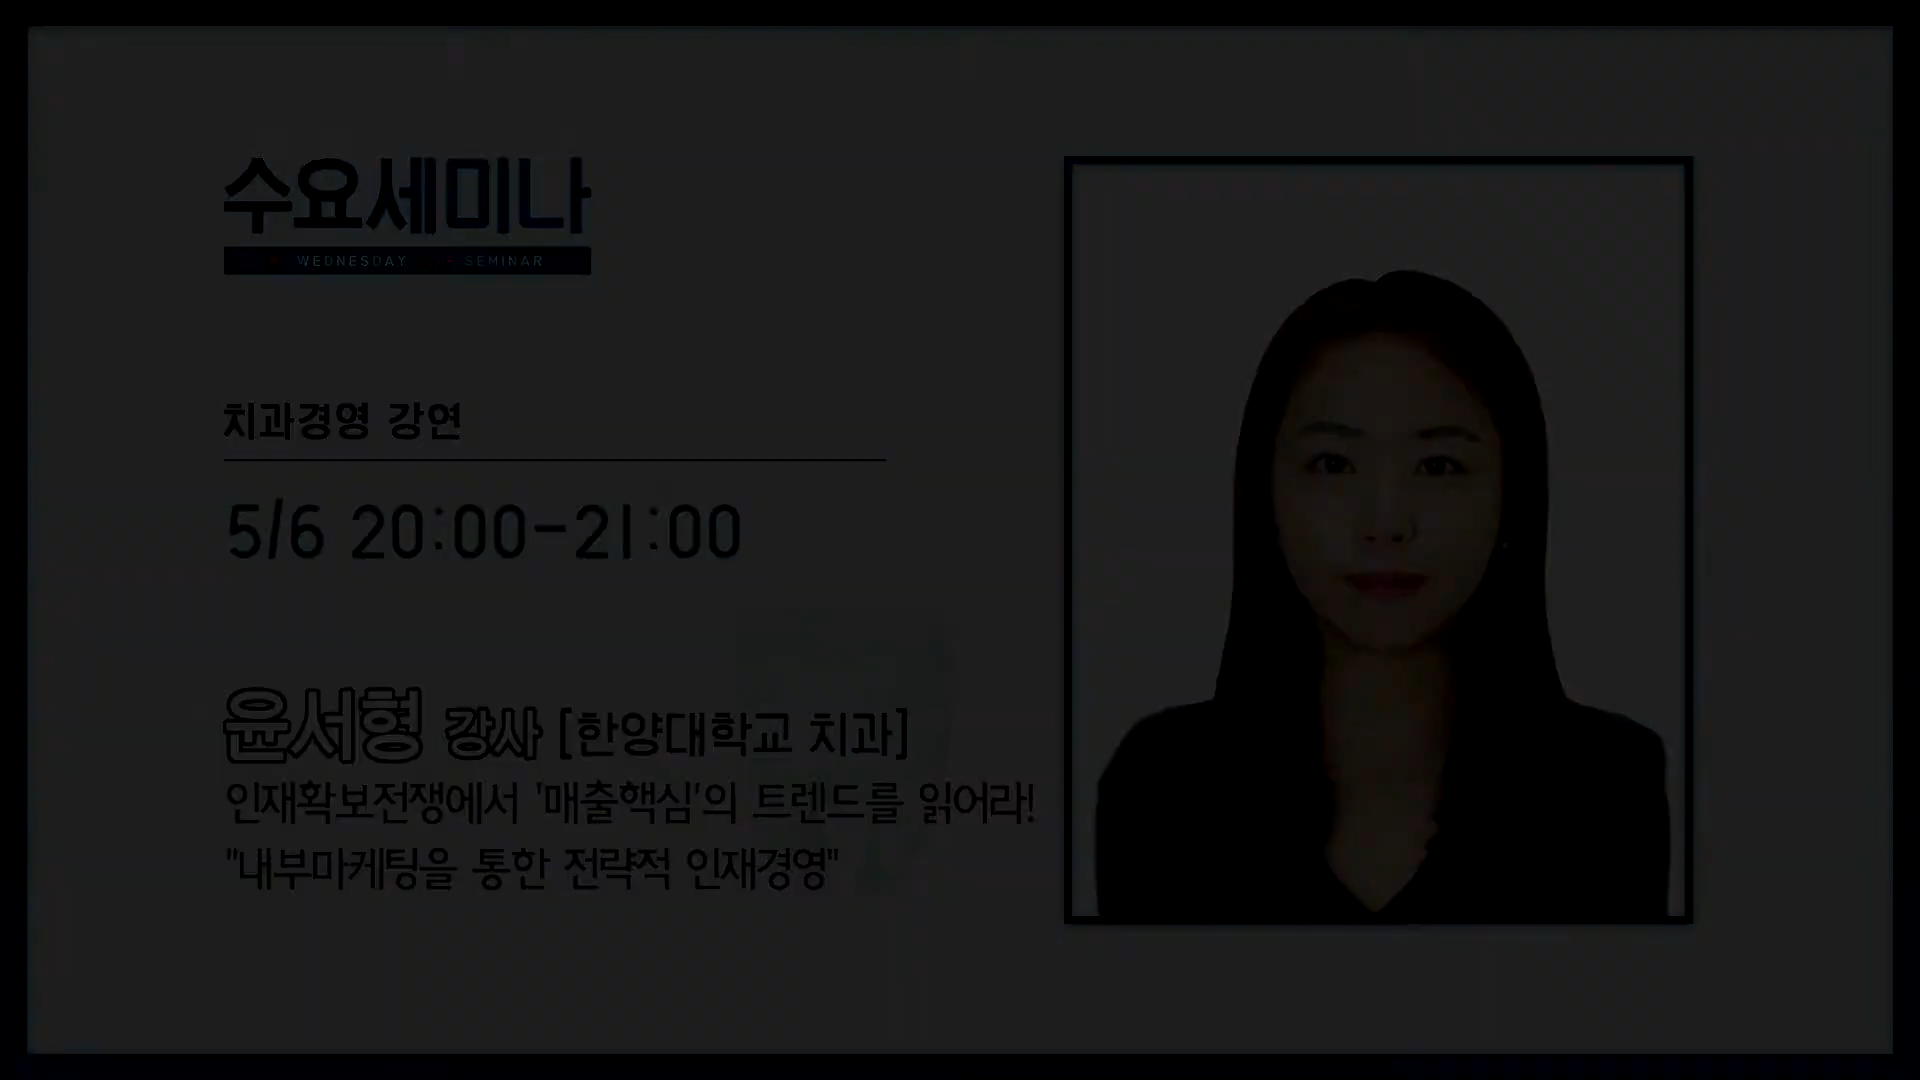 수요세미나
WEDNESDAY SEMINAR
치과경영 강연
5/6 20:00-21:00
윤서형 강사 [한양대학교 치과]
인재확보전쟁에서 '매출핵심'의 트렌드를 읽어라!
"내부마케팅을 통한 전략적 인재경영"